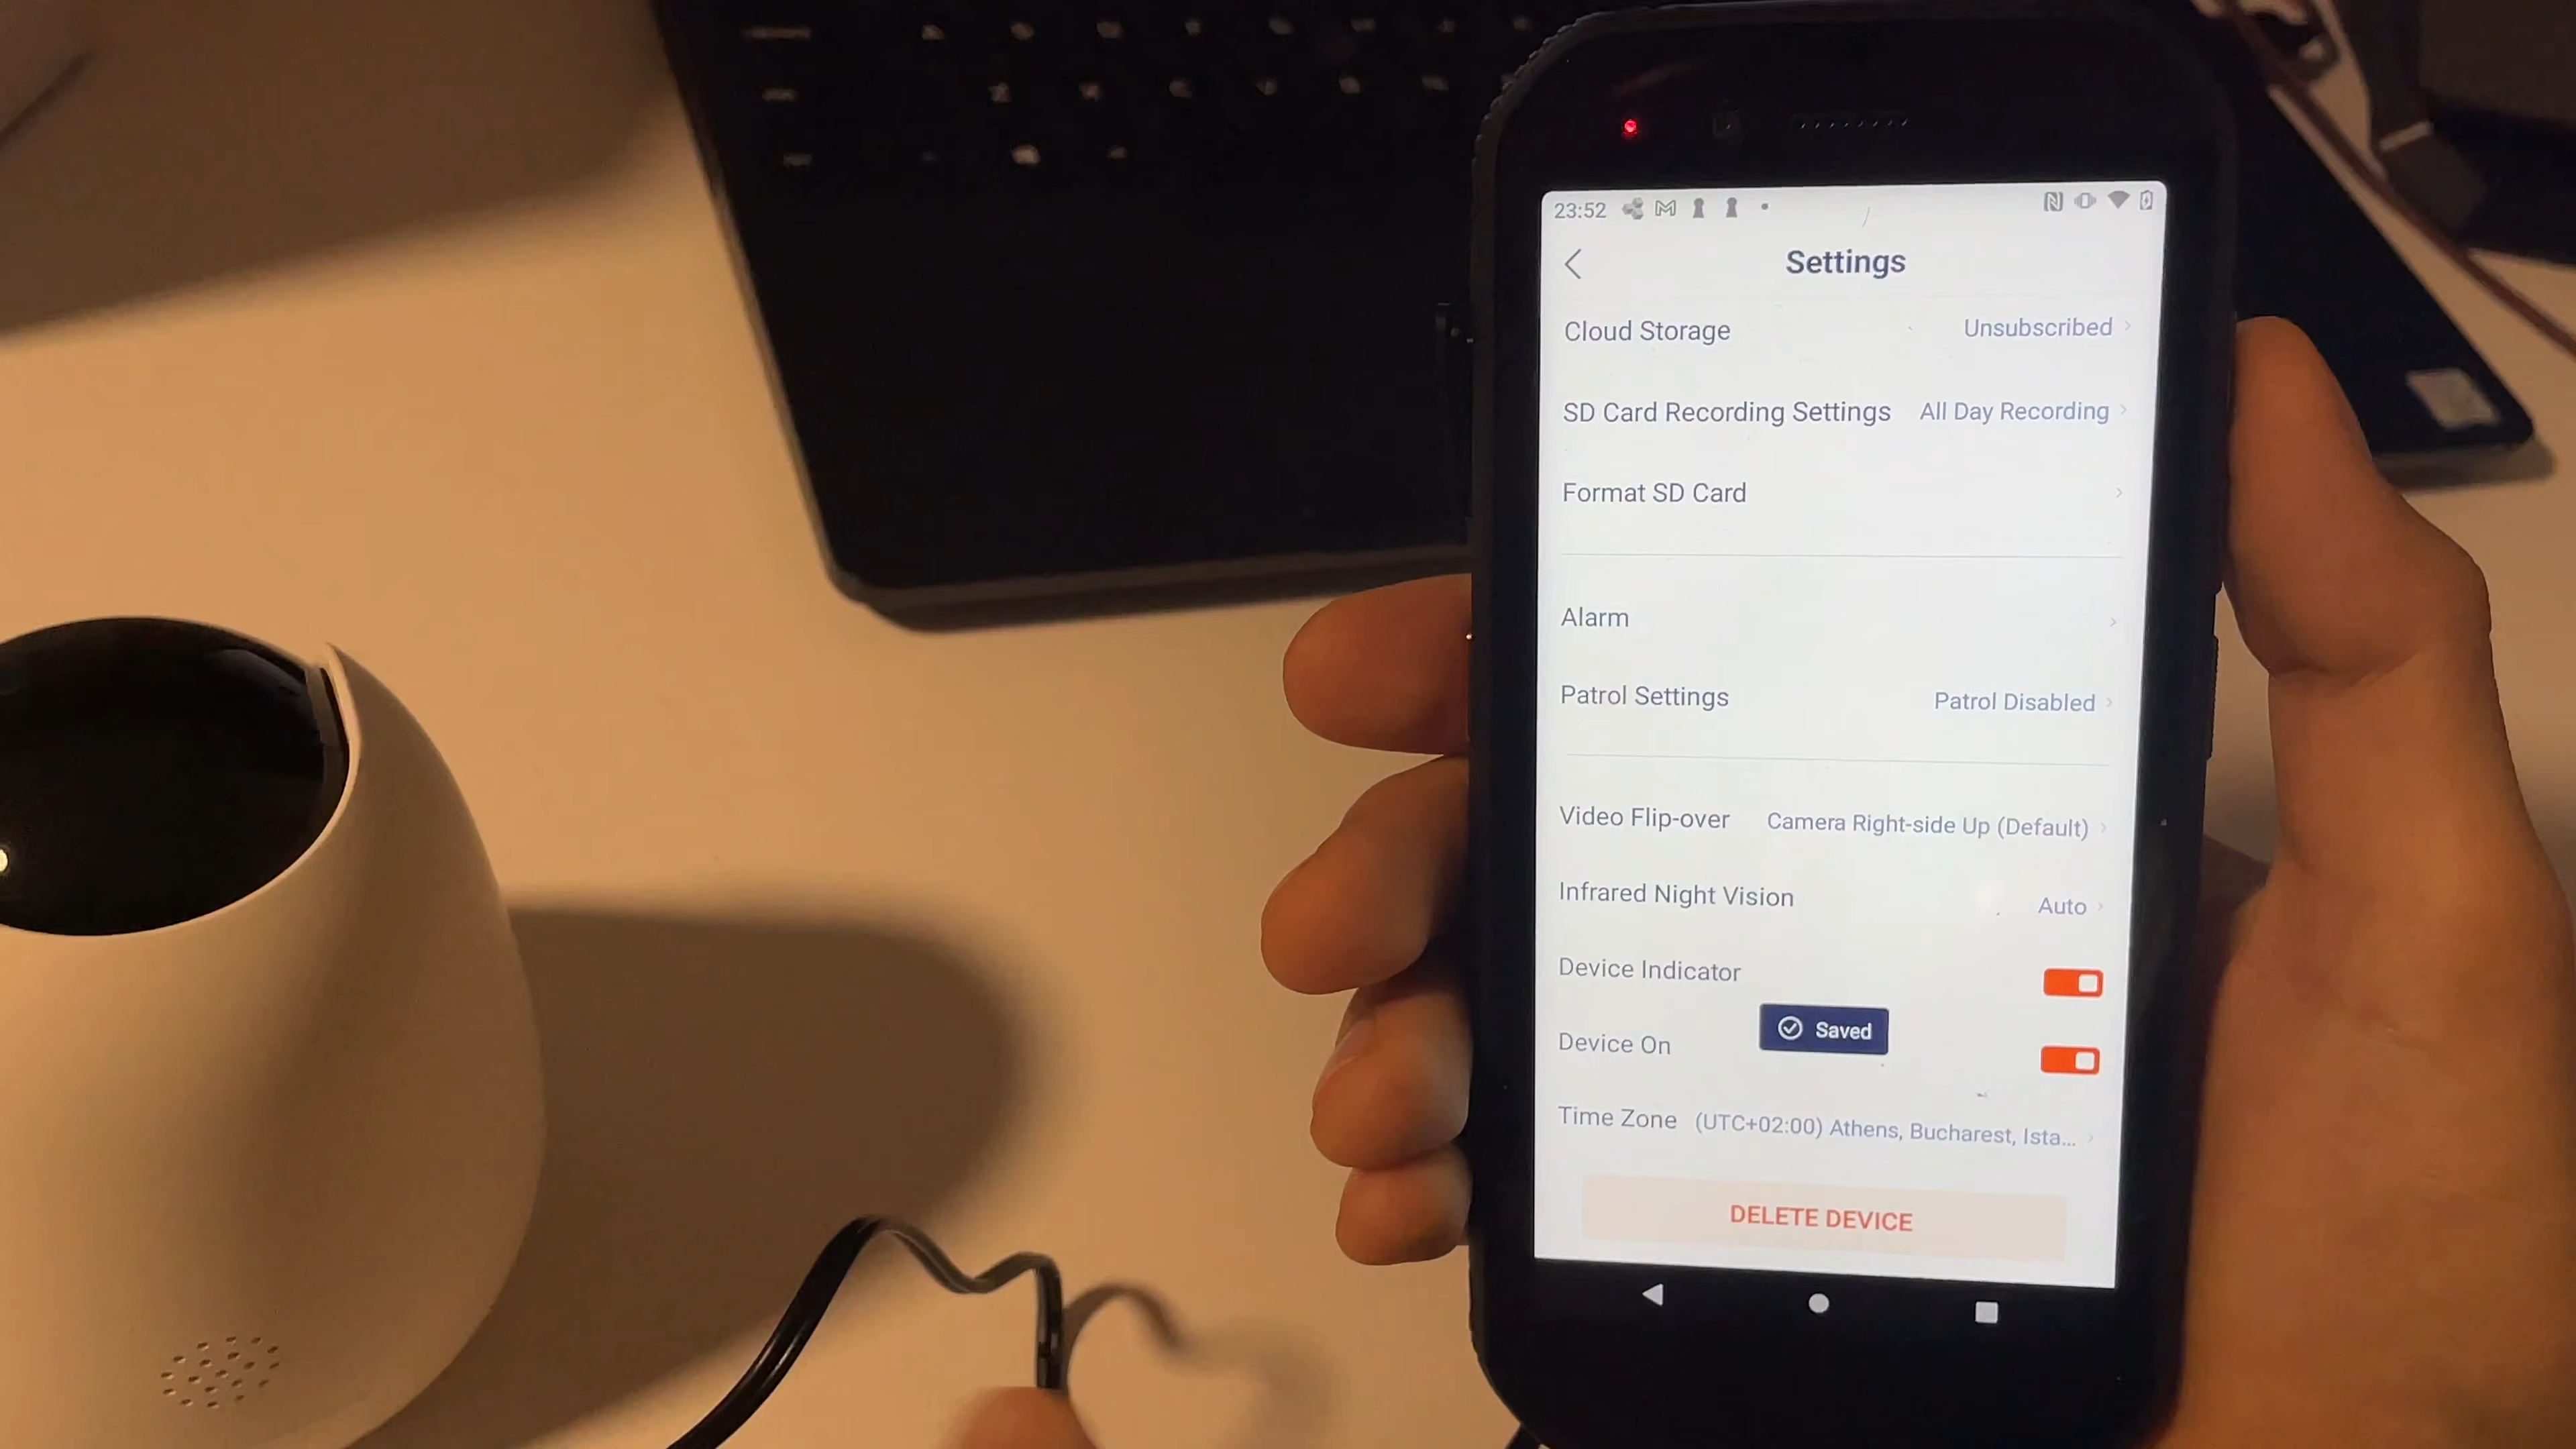 23:52
Settings
Cloud Storage Unsubscribed
SD Card Recording Settings All Day Recording
Format SD Card
Alarm
Patrol Settings Patrol Disabled
Video Flip-over Camera Right-side Up (Default)
Infrared Night Vision Auto
Device Indicator
Saved
Device On
Time Zone (UTC+02:00) Athens, Bucharest, Ista...
DELETE DEVICE